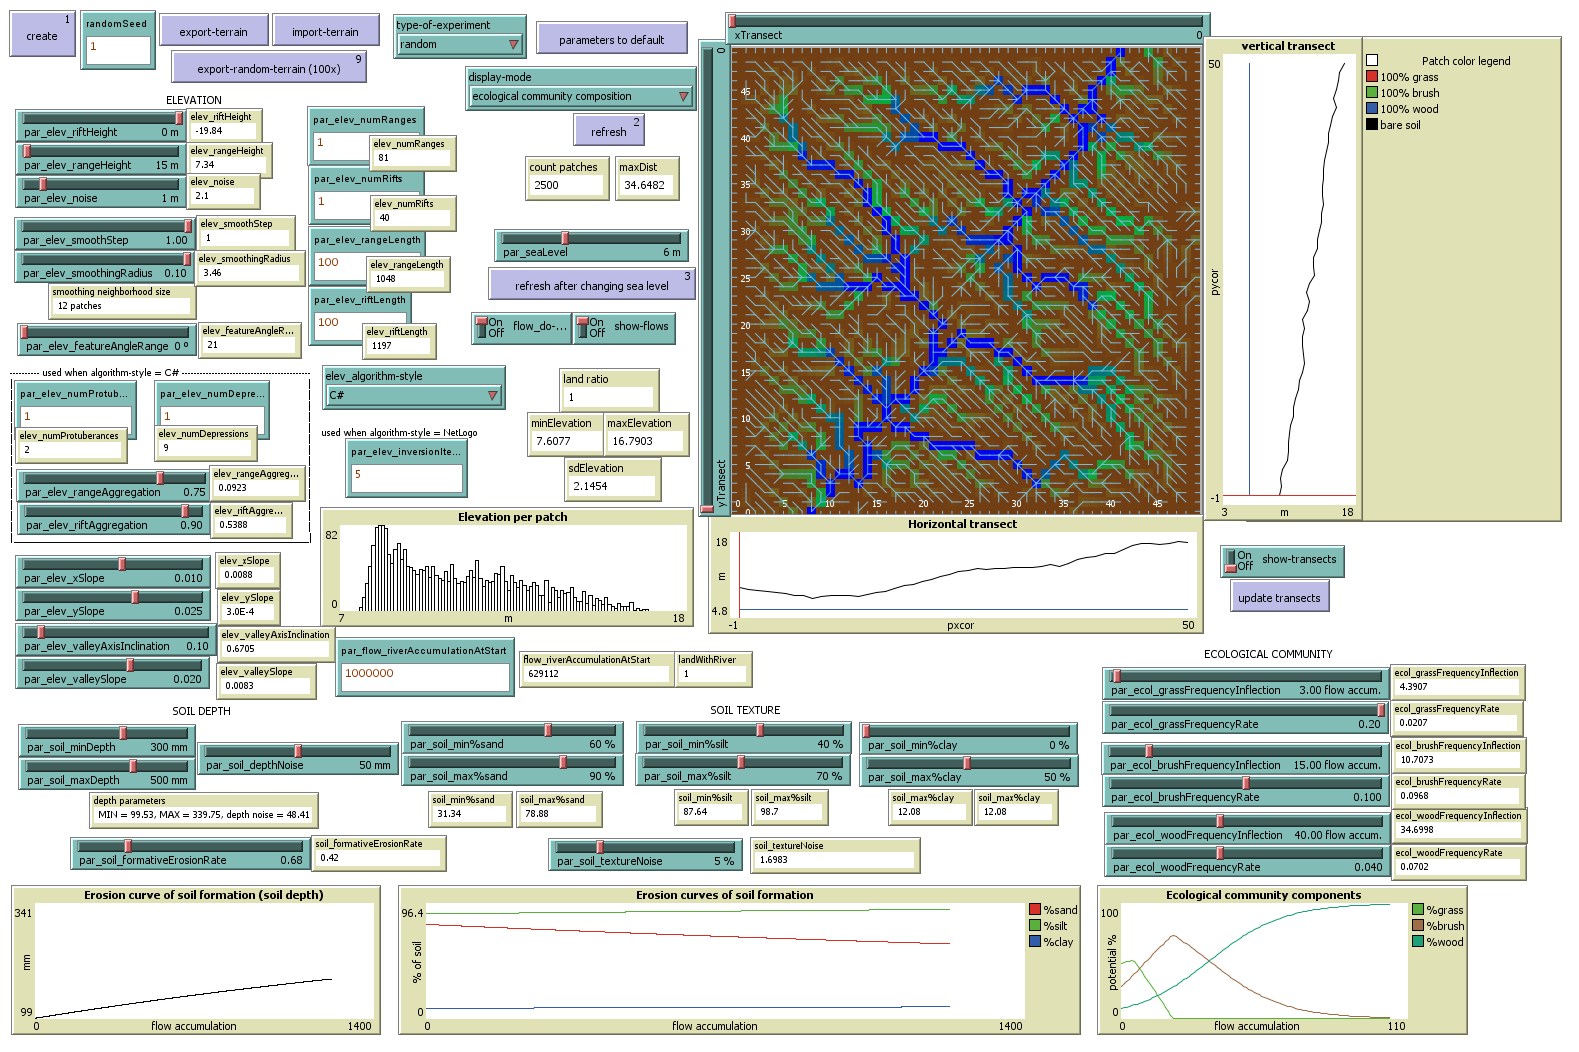 create
1
randomSeed
1
export-terrain
import-terrain
export-random-terrain (100x)
9
type-of-experiment
random
parameters to default
display-mode
ecological community composition
refresh
2
ELEVATION
par_elev_riftHeight 0 m
elev_riftHeight
-19.84
par_elev_rangeHeight 15 m
elev_rangeHeight
7.34
par_elev_noise 1 m
elev_noise
2.1
par_elev_smoothStep 1.00
elev_smoothStep
1
par_elev_smoothingRadius 0.10
elev_smoothingRadius
3.46
smoothing neighborhood size
12 patches
par_elev_featureAngleRange 0 º
elev_featureAngleR...
21
par_elev_numRanges
1
elev_numRanges
81
par_elev_numRifts
1
elev_numRifts
40
par_elev_rangeLength
100
elev_rangeLength
1048
par_elev_riftLength
100
elev_riftLength
1197
count patches
2500
maxDist
34.6482
par_seaLevel 6 m
refresh after changing sea level
3
On
Off
flow_do-...
On
Off
show-flows
used when algorithm-style = C#
par_elev_numProtub...
1
elev_numProtuberances
2
par_elev_numDepre...
1
elev_numDepressions
9
par_elev_rangeAggregation 0.75
elev_rangeAggreg...
0.0923
par_elev_riftAggregation 0.90
elev_riftAggre...
0.5388
elev_algorithm-style
C#
used when algorithm-style = NetLogo
par_elev_inversionIte...
5
land ratio
1
minElevation
7.6077
maxElevation
16.7903
sdElevation
2.1454
Elevation per patch
82
0
7
m
18
par_elev_xSlope 0.010
elev_xSlope
0.0088
par_elev_ySlope 0.025
elev_ySlope
3.0E-4
par_elev_valleyAxisInclination 0.10
elev_valleyAxisInclination
0.6705
par_elev_valleySlope 0.020
elev_valleySlope
0.0083
par_flow_riverAccumulationAtStart
1000000
flow_riverAccumulationAtStart
629112
landWithRiver
1
xTransect 0
yTransect
0
45
40
35
30
25
20
15
10
5
0
5
10
15
20
25
30
35
40
45
vertical transect
50
pycor
-1
3
m
18
Patch color legend
100% grass
100% brush
100% wood
bare soil
Horizontal transect
18
m
4.8
-1
pxcor
50
On
Off
show-transects
update transects
SOIL DEPTH
par_soil_minDepth 300 mm
par_soil_maxDepth 500 mm
par_soil_depthNoise 50 mm
depth parameters
MIN = 99.53, MAX = 339.75, depth noise = 48.41
par_soil_formativeErosionRate 0.68
soil_formativeErosionRate
0.42
SOIL TEXTURE
par_soil_min%sand 60 %
par_soil_max%sand 90 %
par_soil_min%silt 40 %
par_soil_max%silt 70 %
par_soil_min%clay 0 %
par_soil_max%clay 50 %
soil_min%sand
31.34
soil_max%sand
78.88
soil_min%silt
87.64
soil_max%silt
98.7
soil_max%clay
12.08
soil_max%clay
12.08
par_soil_textureNoise 5 %
soil_textureNoise
1.6983
ECOLOGICAL COMMUNITY
par_ecol_grassFrequencyInflection 3.00 flow accum.
ecol_grassFrequencyInflection
4.3907
par_ecol_grassFrequencyRate 0.20
ecol_grassFrequencyRate
0.0207
par_ecol_brushFrequencyInflection 15.00 flow accum.
ecol_brushFrequencyInflection
10.7073
par_ecol_brushFrequencyRate 0.100
ecol_brushFrequencyRate
0.0968
par_ecol_woodFrequencyInflection 40.00 flow accum.
ecol_woodFrequencyInflection
34.6998
par_ecol_woodFrequencyRate 0.040
ecol_woodFrequencyRate
0.0702
Erosion curve of soil formation (soil depth)
341
mm
99
0
flow accumulation
1400
Erosion curves of soil formation
96.4
% of soil
0
0
flow accumulation
1400
%sand
%silt
%clay
Ecological community components
100
potential %
0
0
flow accumulation
110
%grass
%brush
%wood